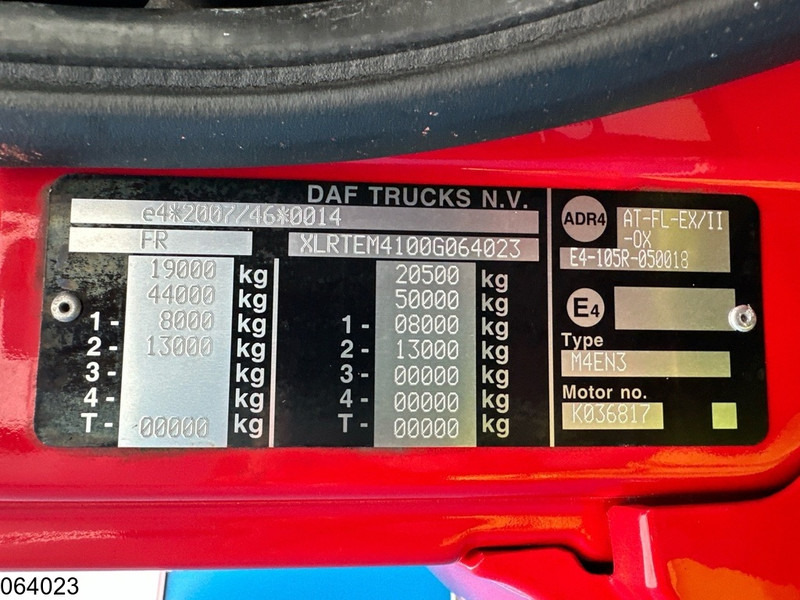 DAF TRUCKS N.V.
e4*2007/46*0014
FR XLRTEM4100G064023
19000 kg 20500 kg
44000 kg 50000 kg
1- 8000 kg 1- 08000 kg
2- 13000 kg 2- 13000 kg
3- kg 3- 00000 kg
4- kg 4- 00000 kg
T- 00000 kg T- 00000 kg
ADR4 AT-FL-EX/II
-OX
E4-105R-050018
E4
Type
M4EN3
Motor no.
K036817
064023